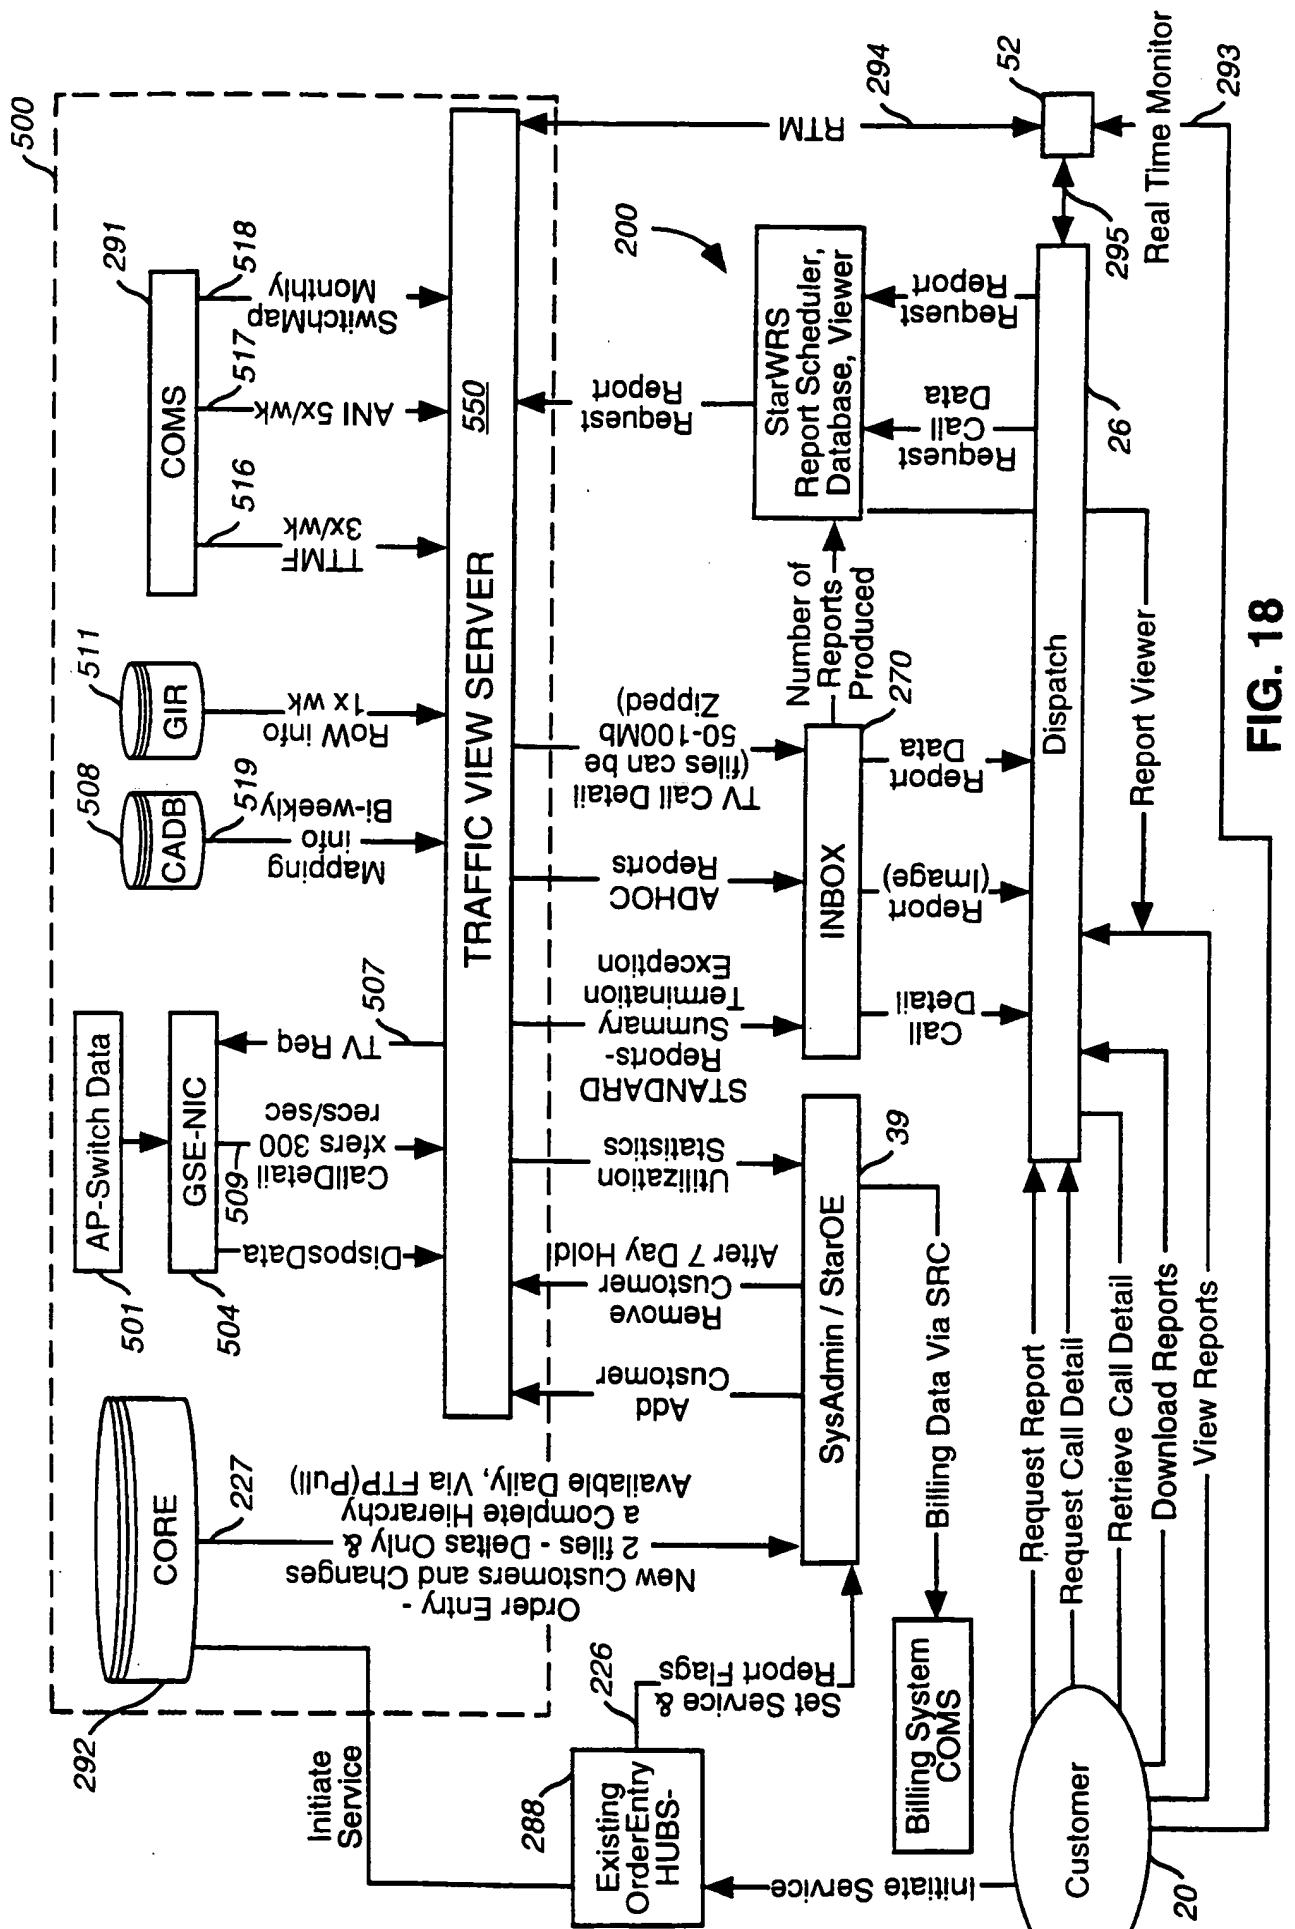 500
292
CORE
227
Order Entry -
New Customers and Changes
2 files - Deltas Only &
a Complete Hierarchy
Available Daily, Via FTP(Pull)
501
AP-Switch Data
504
GSE-NIC
DisposData
509
CallDetail
xfers 300
recs/sec
TV Req
507
508
CADB
519
Mapping
info
Bi-weekly
511
GIR
RoW info
1x wk
291
COMS
516
TTMF
3x/wk
517
ANI 5x/wk
518
SwitchMap
Monthly
TRAFFIC VIEW SERVER
550
Initiate
Service
288
Existing
OrderEntry
HUBS-
226
Set Service &
Report Flags
Add
Customer
Remove
Customer
After 7 Day Hold
Utilization
Statistics
STANDARD
Reports-
Summary
Termination
Exception
ADHOC
Reports
TV Call Detail
(files can be
50-100Mb
Zipped)
Request
Report
RTM
294
SysAdmin / StarOE
39
INBOX
270
Number of
Reports
Produced
200
StarWRS
Report Scheduler,
Database, Viewer
Billing Data Via SRC
Billing System
COMS
Call
Detail
Report
(Image)
Report
Data
Request
Call
Data
Request
Report
52
295
Dispatch
26
Initiate Service
Customer
20
Request Report
Request Call Detail
Retrieve Call Detail
Download Reports
View Reports
Report Viewer
Real Time Monitor
293
FIG. 18